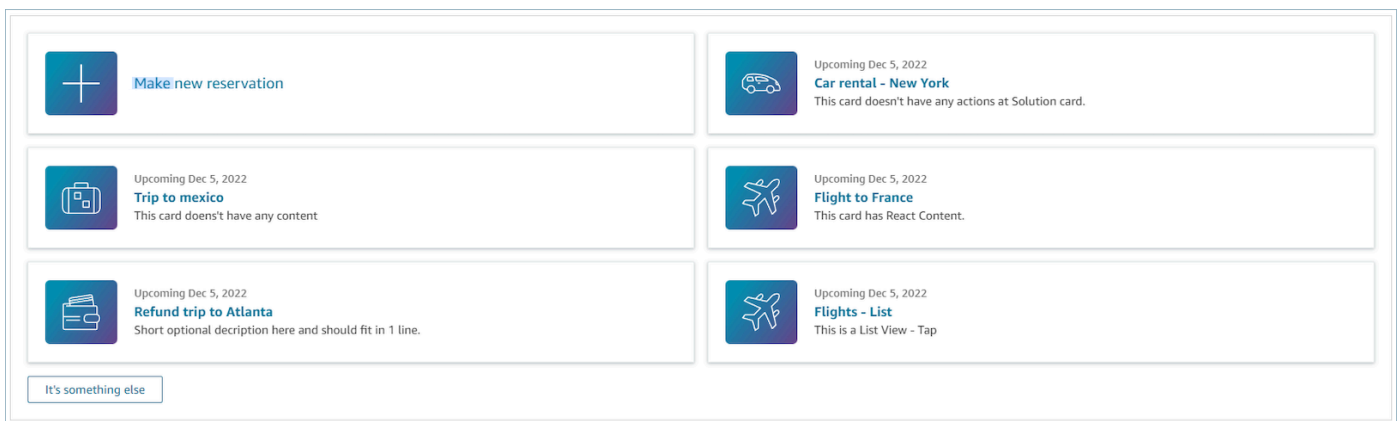 Make new reservation
Upcoming Dec 5, 2022
Car rental - New York
This card doesn't have any actions at Solution card.
Upcoming Dec 5, 2022
Trip to mexico
This card doens't have any content
Upcoming Dec 5, 2022
Flight to France
This card has React Content.
Upcoming Dec 5, 2022
Refund trip to Atlanta
Short optional decription here and should fit in 1 line.
Upcoming Dec 5, 2022
Flights - List
This is a List View - Tap
It's something else